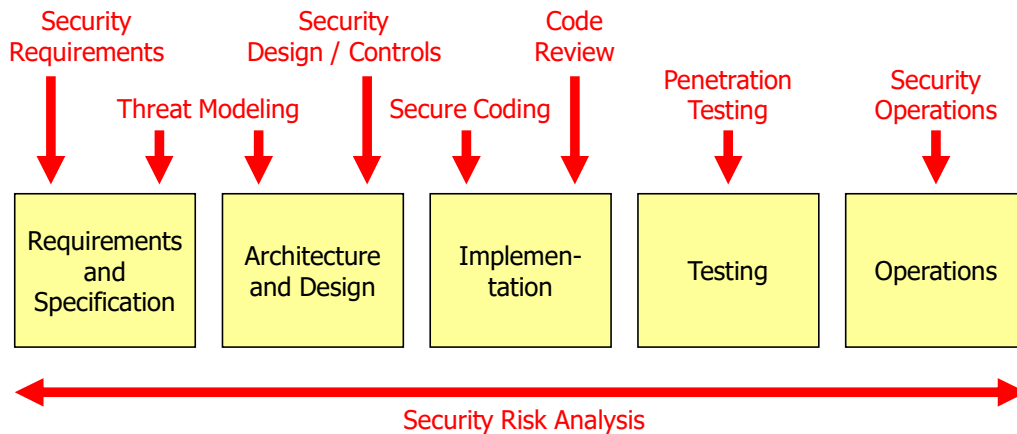 Security
Requirements
Threat Modeling
Security
Design / Controls
Secure Coding
Code
Review
Penetration
Testing
Security
Operations
Requirements
and
Specification
Architecture
and Design
Implemen-
tation
Testing
Operations
Security Risk Analysis